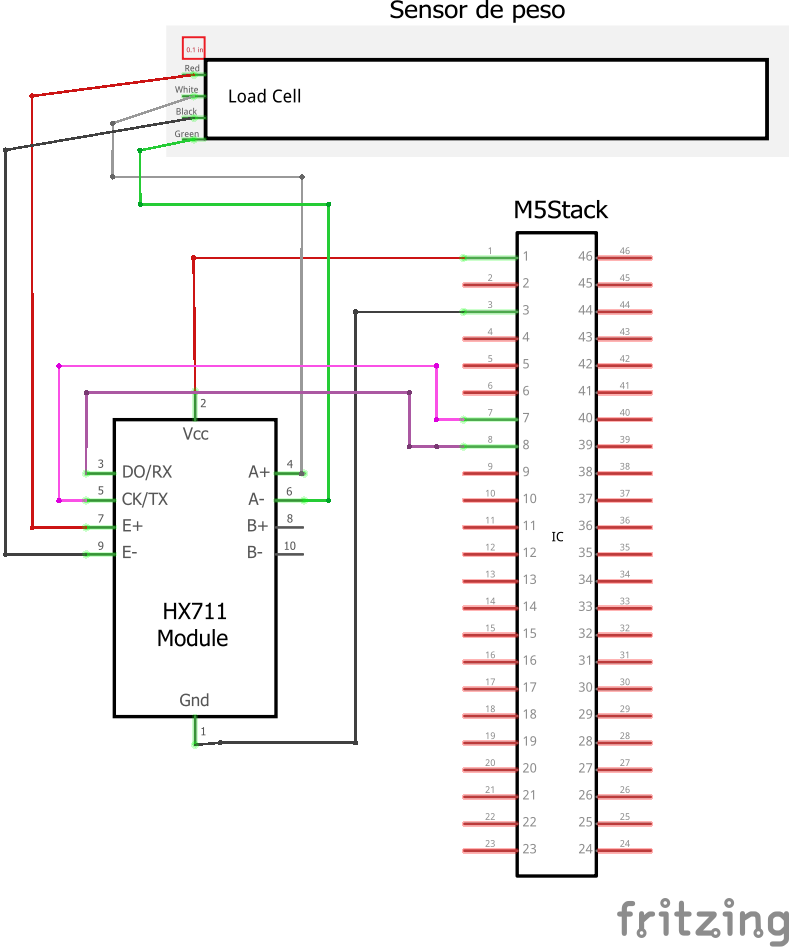 Sensor de peso
0.1 in
Red
White
Load Cell
Black
Green
M5Stack
1 1 46 46
2 2 45 45
3 3 44 44
4 4 43 43
5 5 42 42
6 6 41 41
7 7 40 40
8 8 39 39
9 9 38 38
10 10 37 37
11 11 36 36
12 12 35 35
13 13 34 34
14 14 33 33
15 15 32 32
16 16 31 31
17 17 30 30
18 18 29 29
19 19 28 28
20 20 27 27
21 21 26 26
22 22 25 25
23 23 24 24
IC
2
Vcc
3 DO/RX A+ 4
5 CK/TX A- 6
7 E+ B+ 8
9 E- B- 10
HX711
Module
Gnd
1
fritzing